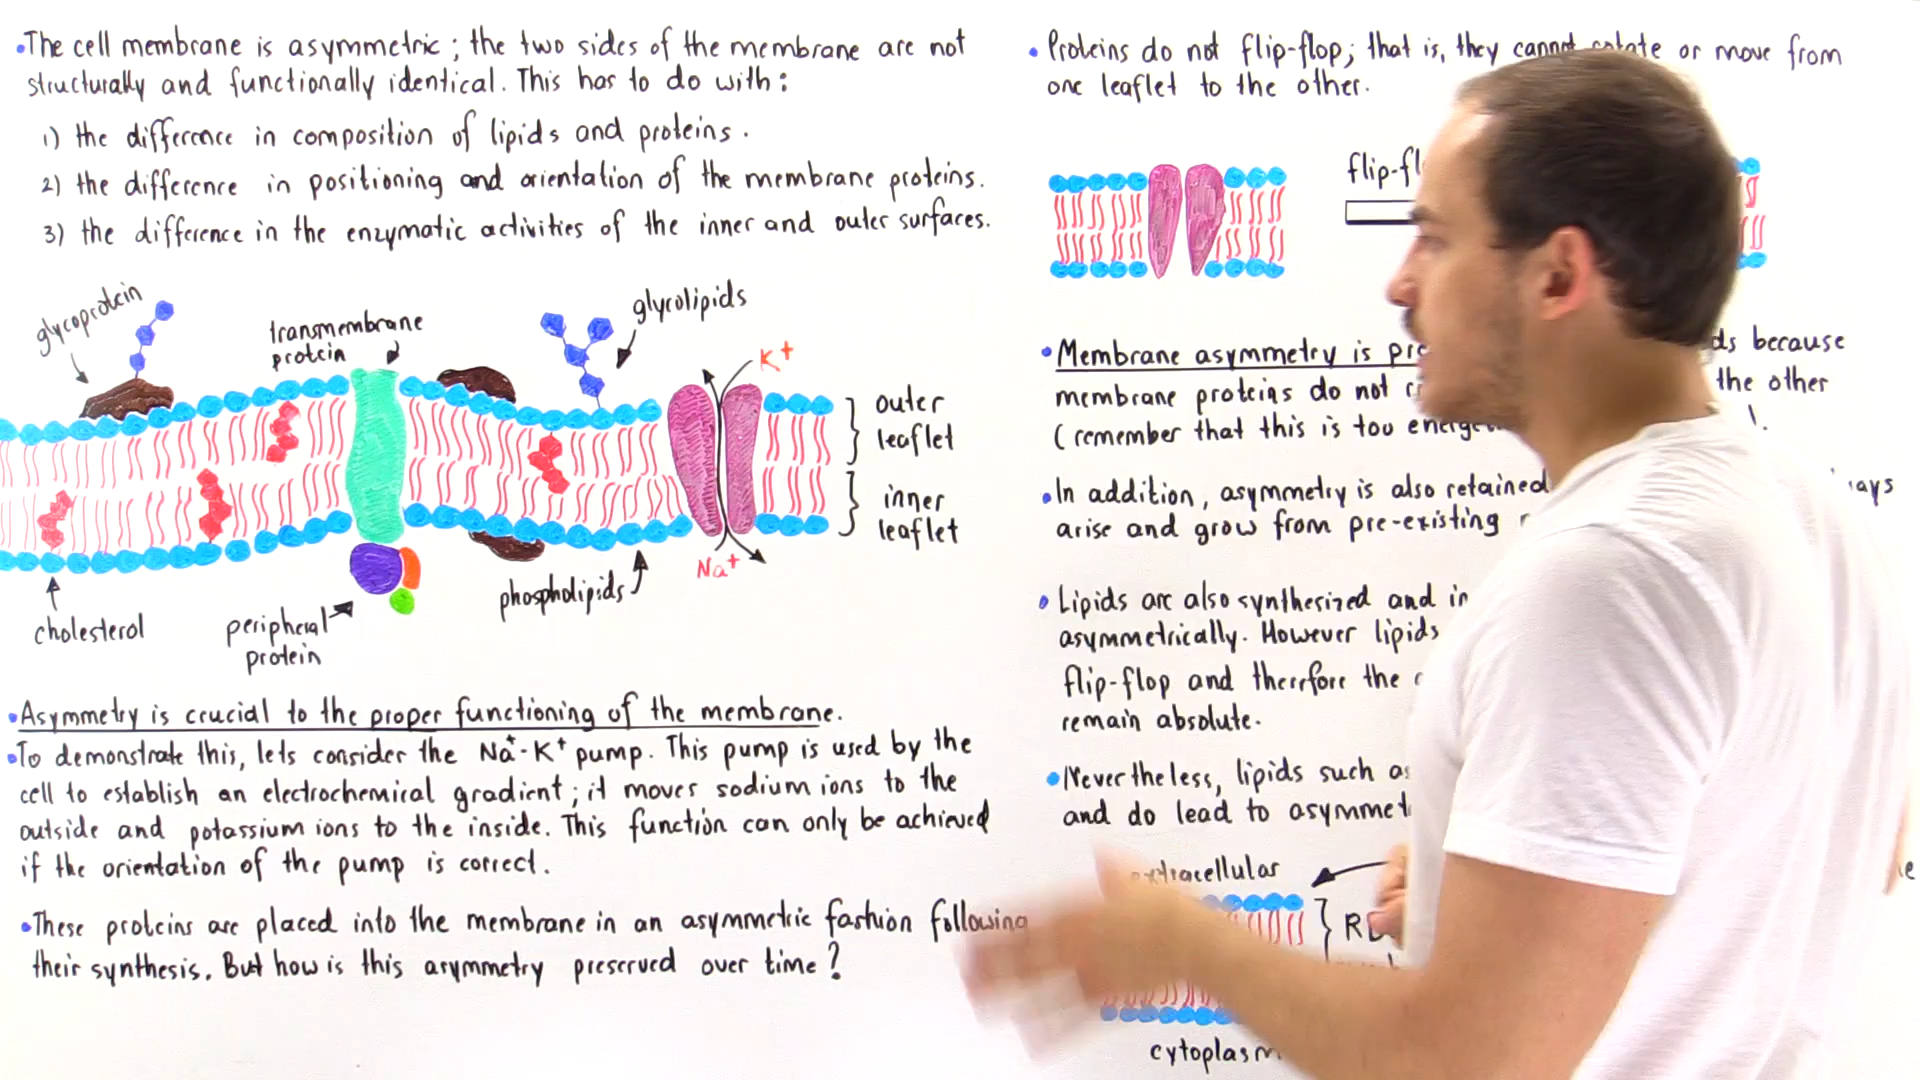 •The cell membrane is asymmetric; the two sides of the membrane are not
structurally and functionally identical. This has to do with:
1) the difference in composition of lipids and proteins.
2) the difference in positioning and orientation of the membrane proteins.
3) the difference in the enzymatic activities of the inner and outer surfaces.
glycoprotein
transmembrane
protein
glycolipids
K+
outer
leaflet
inner
leaflet
Na+
phospholipids
cholesterol
peripheral
protein
•Asymmetry is crucial to the proper functioning of the membrane.
•To demonstrate this, lets consider the Na+-K+ pump. This pump is used by the
cell to establish an electrochemical gradient; it moves sodium ions to the
outside and potassium ions to the inside. This function can only be achieved
if the orientation of the pump is correct.
•These proteins are placed into the membrane in an asymmetric fashion following
their synthesis. But how is this asymmetry preserved over time?
•Proteins do not flip-flop; that is, they cannot rotate or move from
one leaflet to the other.
flip-fl
•Membrane asymmetry is pre ds because
membrane proteins do not the other
(remember that this is too energe !.
•In addition, asymmetry is also retained ays
arise and grow from pre-existing
•Lipids are also synthesized and in
asymmetrically. However lipids
flip-flop and therefore the
remain absolute.
•Nevertheless, lipids such as
and do lead to asymmet
extracellular
RB
cytoplasm